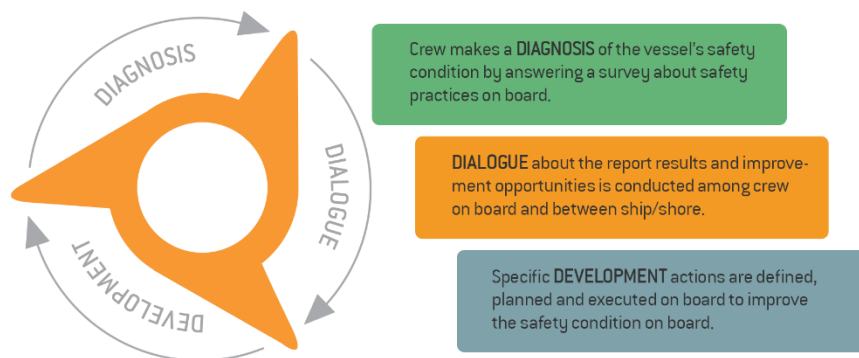 DIAGNOSIS
DIALOGUE
DEVELOPMENT
Crew makes a DIAGNOSIS of the vessel's safety
condition by answering a survey about safety
practices on board.
DIALOGUE about the report results and improve-
ment opportunities is conducted among crew
on board and between ship/shore.
Specific DEVELOPMENT actions are defined,
planned and executed on board to improve
the safety condition on board.